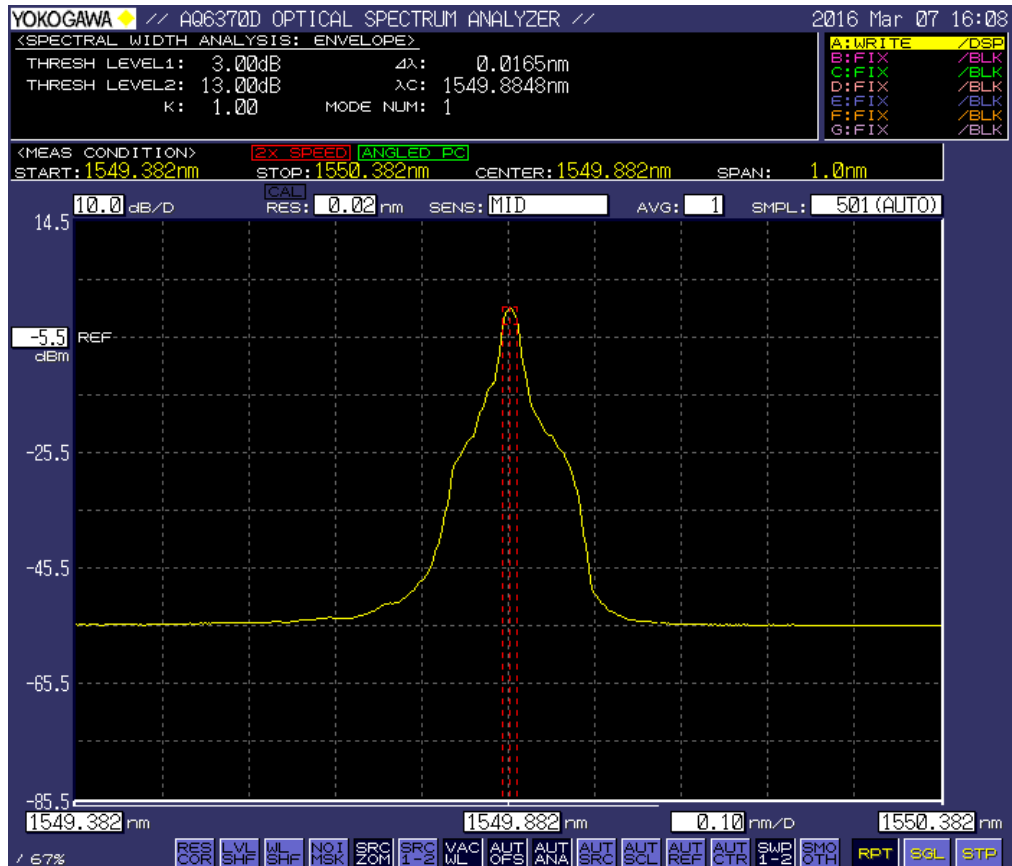 YOKOGAWA // AQ6370D OPTICAL SPECTRUM ANALYZER // 2016 Mar 07 16:08
<SPECTRAL WIDTH ANALYSIS: ENVELOPE>
THRESH LEVEL1: 3.00dB Δλ: 0.0165nm
THRESH LEVEL2: 13.00dB λC: 1549.8848nm
K: 1.00 MODE NUM: 1
A:WRITE /DSP
B:FIX /BLK
C:FIX /BLK
D:FIX /BLK
E:FIX /BLK
F:FIX /BLK
G:FIX /BLK
<MEAS CONDITION> 2X SPEED ANGLED PC
START:1549.382nm STOP:1550.382nm CENTER:1549.882nm SPAN: 1.0nm
CAL
10.0 dB/D RES: 0.02 nm SENS: MID AVG: 1 SMPL: 501(AUTO)
14.5
-5.5 REF
dBm
-25.5
-45.5
-65.5
-85.5
1549.382 nm 1549.882 nm 0.10 nm/D 1550.382 nm
RES COR LVL SHF WL SHF NOI MSK SRC ZOM SRC 1-2 VAC WL AUT OFS AUT ANA AUT SRC AUT SCL AUT REF AUT CTR SWP 1-2 SMO OTH RPT SGL STP
/ 67%